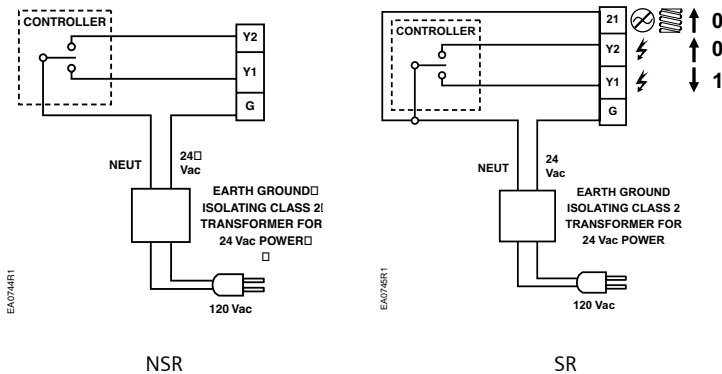 CONTROLLER
Y2
Y1
G
NEUT
24□
Vac
EARTH GROUND□
ISOLATING CLASS 2□
TRANSFORMER FOR
24 Vac POWER□
□
120 Vac
EA0744R1
NSR
CONTROLLER
21
0
Y2
0
Y1
1
G
NEUT
24
Vac
EARTH GROUND
ISOLATING CLASS 2
TRANSFORMER FOR
24 Vac POWER
120 Vac
EA0745R1
SR